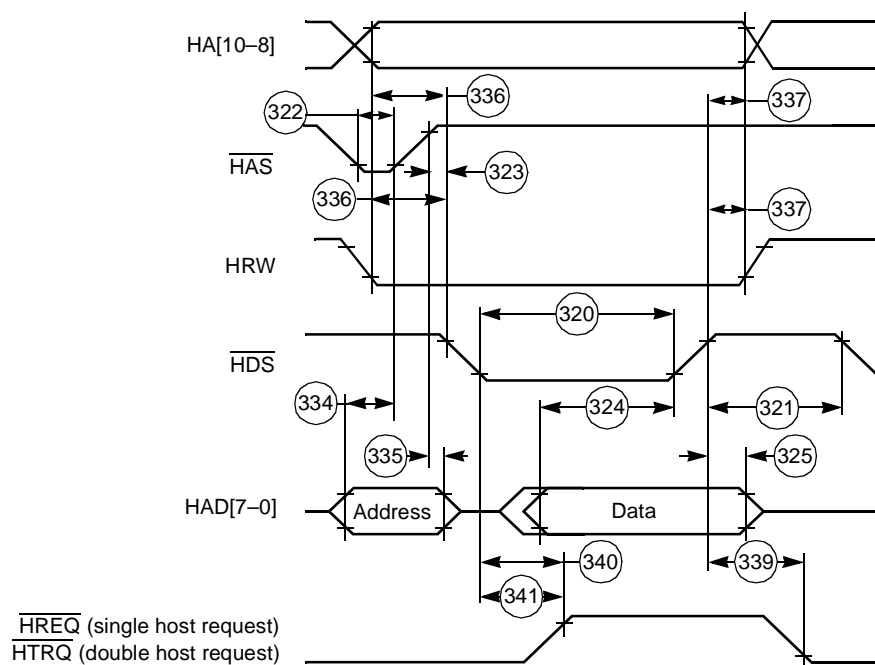 HA[10–8]
336
337
322
HAS
323
336
337
HRW
320
HDS
334
324
321
335
325
HAD[7–0]
Address
Data
340
339
341
HREQ (single host request)
HTRQ (double host request)